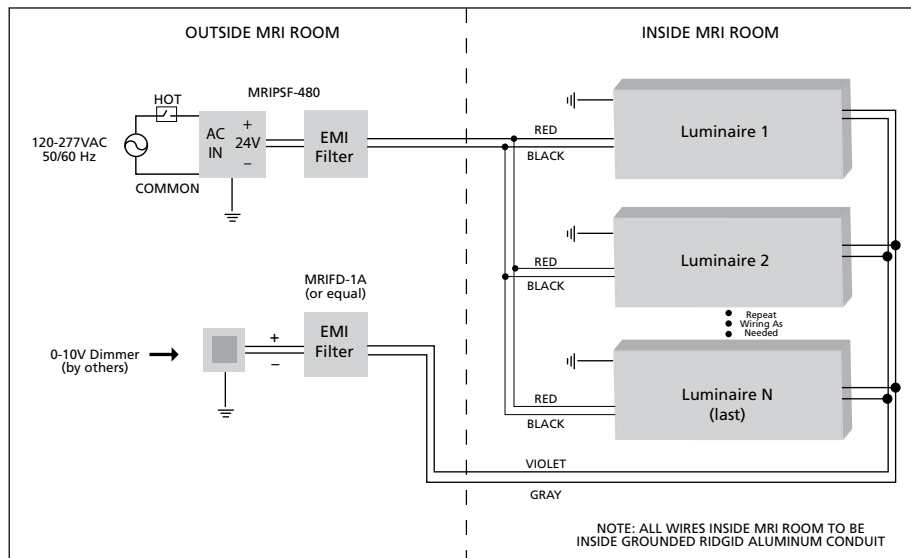 OUTSIDE MRI ROOM
INSIDE MRI ROOM
MRIPSF-480
HOT
120-277VAC
50/60 Hz
COMMON
AC
IN
+
24V
–
EMI
Filter
RED
BLACK
Luminaire 1
RED
BLACK
Luminaire 2
Repeat
Wiring As
Needed
MRIFD-1A
(or equal)
0-10V Dimmer
(by others)
+
–
EMI
Filter
RED
BLACK
Luminaire N
(last)
VIOLET
GRAY
NOTE: ALL WIRES INSIDE MRI ROOM TO BE
INSIDE GROUNDED RIDGID ALUMINUM CONDUIT